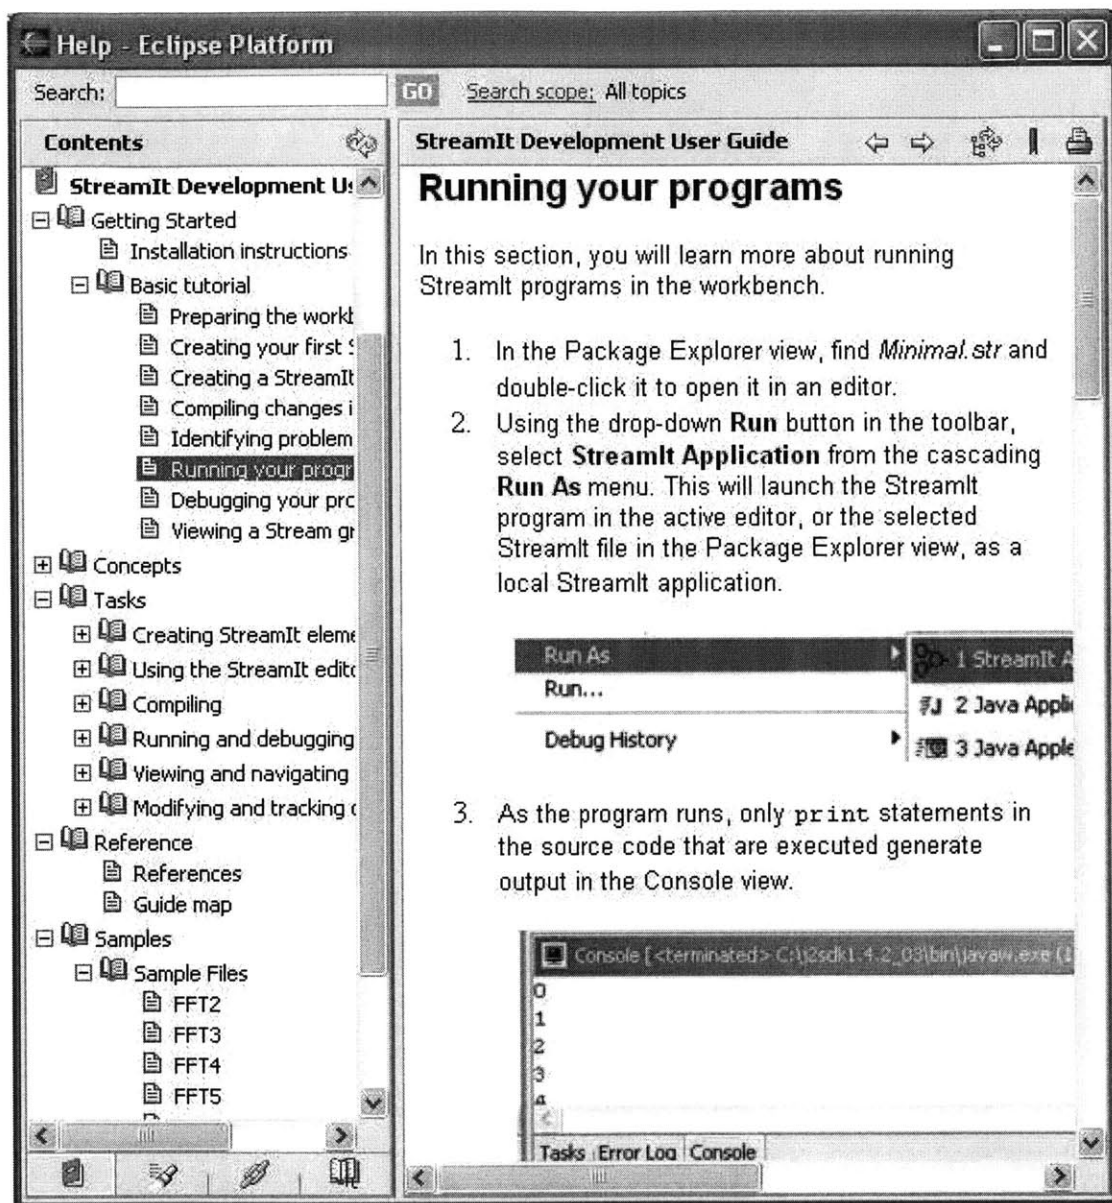 Help - Eclipse Platform
Search:
GO
Search scope: All topics
Contents
StreamIt Development Us
Getting Started
Installation instructions
Basic tutorial
Preparing the workb
Creating your first S
Creating a StreamIt
Compiling changes i
Identifying problem
Running your progr
Debugging your pro
Viewing a Stream gr
Concepts
Tasks
Creating StreamIt eleme
Using the StreamIt edito
Compiling
Running and debugging
Viewing and navigating
Modifying and tracking c
Reference
References
Guide map
Samples
Sample Files
FFT2
FFT3
FFT4
FFT5
StreamIt Development User Guide
Running your programs
In this section, you will learn more about running
StreamIt programs in the workbench.
1. In the Package Explorer view, find Minimal.str and
double-click it to open it in an editor.
2. Using the drop-down Run button in the toolbar,
select StreamIt Application from the cascading
Run As menu. This will launch the StreamIt
program in the active editor, or the selected
StreamIt file in the Package Explorer view, as a
local StreamIt application.
Run As
1 StreamIt A
Run...
2 Java Appli
Debug History
3 Java Apple
3. As the program runs, only print statements in
the source code that are executed generate
output in the Console view.
Console [<terminated> C:\j2sdk1.4.2_03\bin\javaw.exe (1
0
1
2
3
4
Tasks Error Log Console